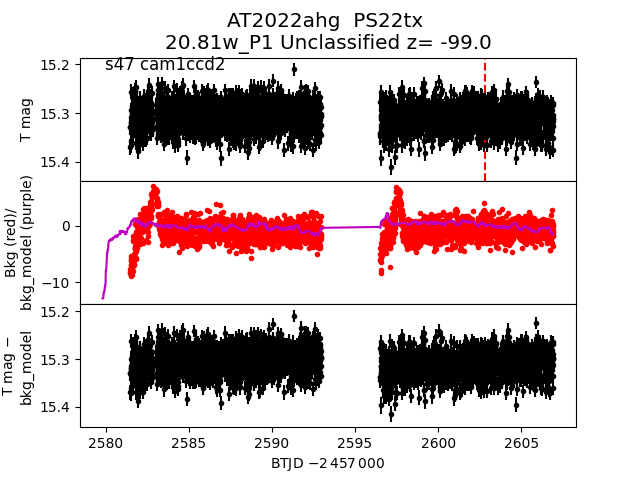 AT2022ahg  PS22tx
20.81w_P1 Unclassified z= -99.0
s47 cam1ccd2
15.2
15.3
15.4
T mag
0
−10
Bkg (red)/
bkg_model (purple)
15.2
15.3
15.4
T mag −
bkg_model
2580
2585
2590
2595
2600
2605
BTJD −2 457 000